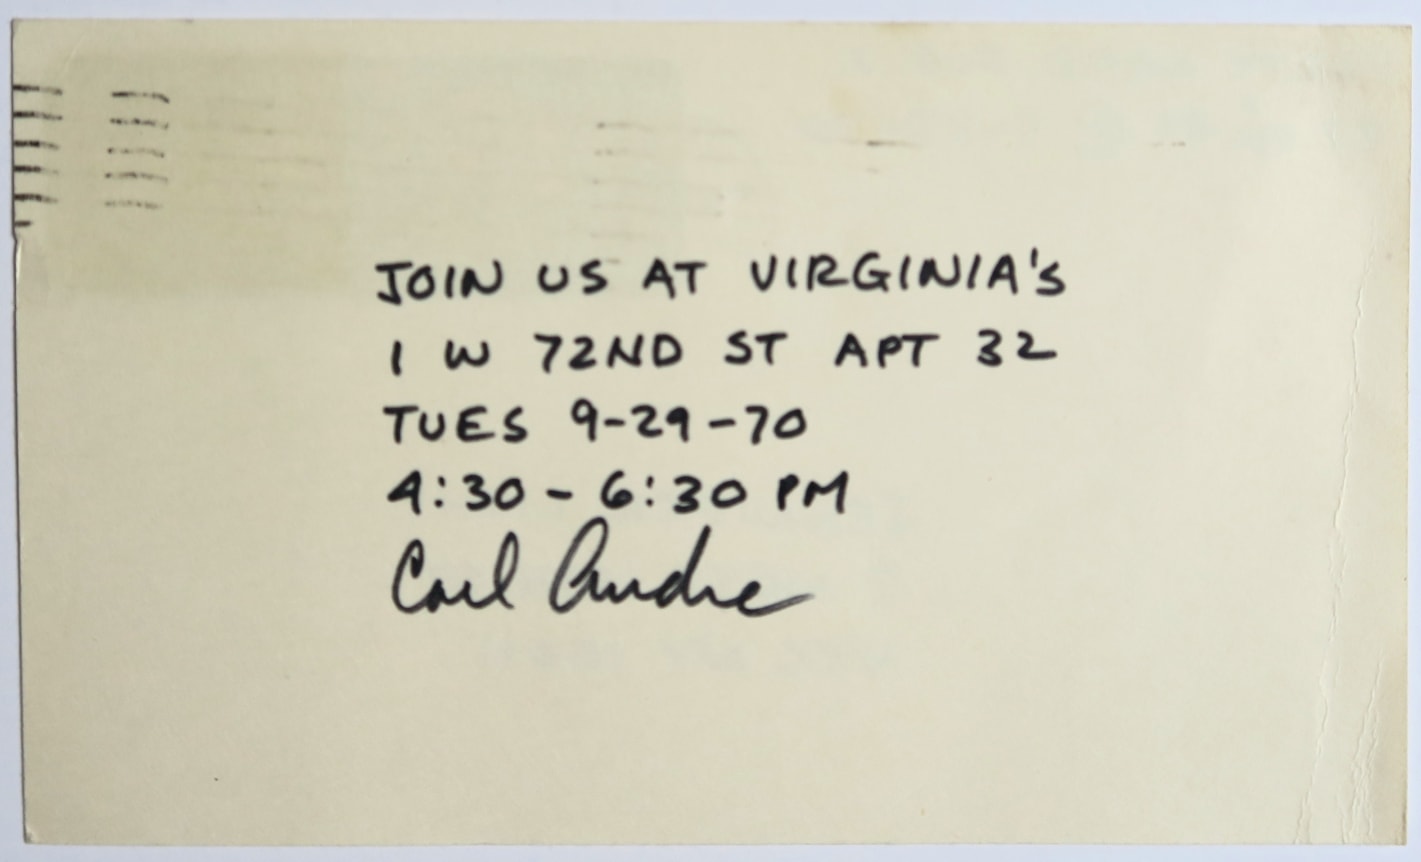 JOIN US AT VIRGINIA'S
1 W 72ND ST APT 32
TUES 9-29-70
4:30 - 6:30 PM
Carl Andre